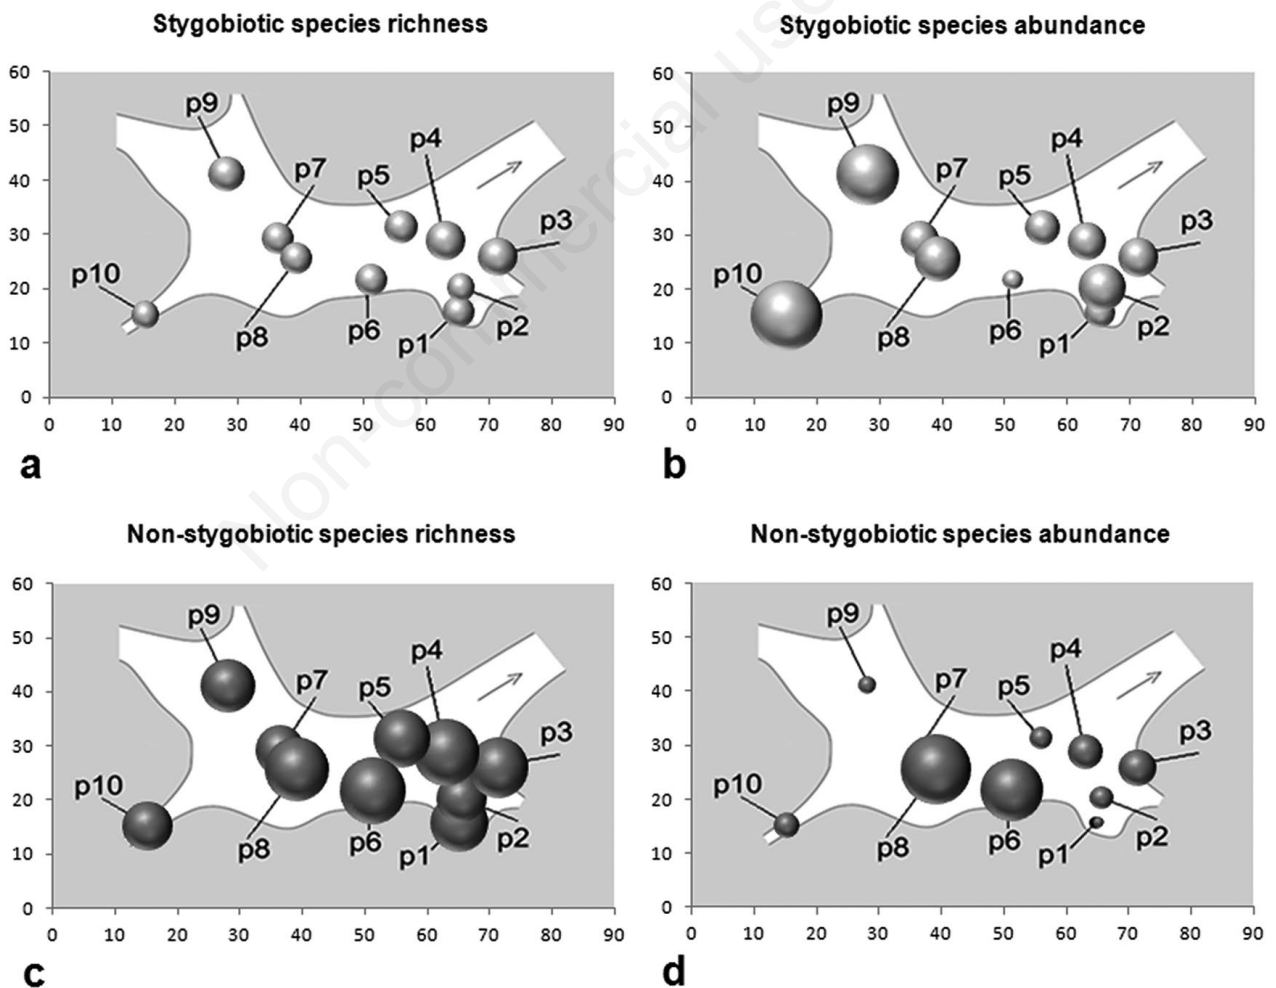 Stygobiotic species richness
60
50
40
30
20
10
0
0 10 20 30 40 50 60 70 80 90
p9
p7
p5
p4
p3
p10
p8
p6
p1
p2
a
Stygobiotic species abundance
60
50
40
30
20
10
0
0 10 20 30 40 50 60 70 80 90
p9
p7
p5
p4
p3
p10
p8
p6
p1
p2
b
Non-stygobiotic species richness
60
50
40
30
20
10
0
0 10 20 30 40 50 60 70 80 90
p9
p7
p5
p4
p3
p10
p8
p6
p1
p2
c
Non-stygobiotic species abundance
60
50
40
30
20
10
0
0 10 20 30 40 50 60 70 80 90
p9
p7
p5
p4
p3
p10
p8
p6
p1
p2
d
Non-commercial use